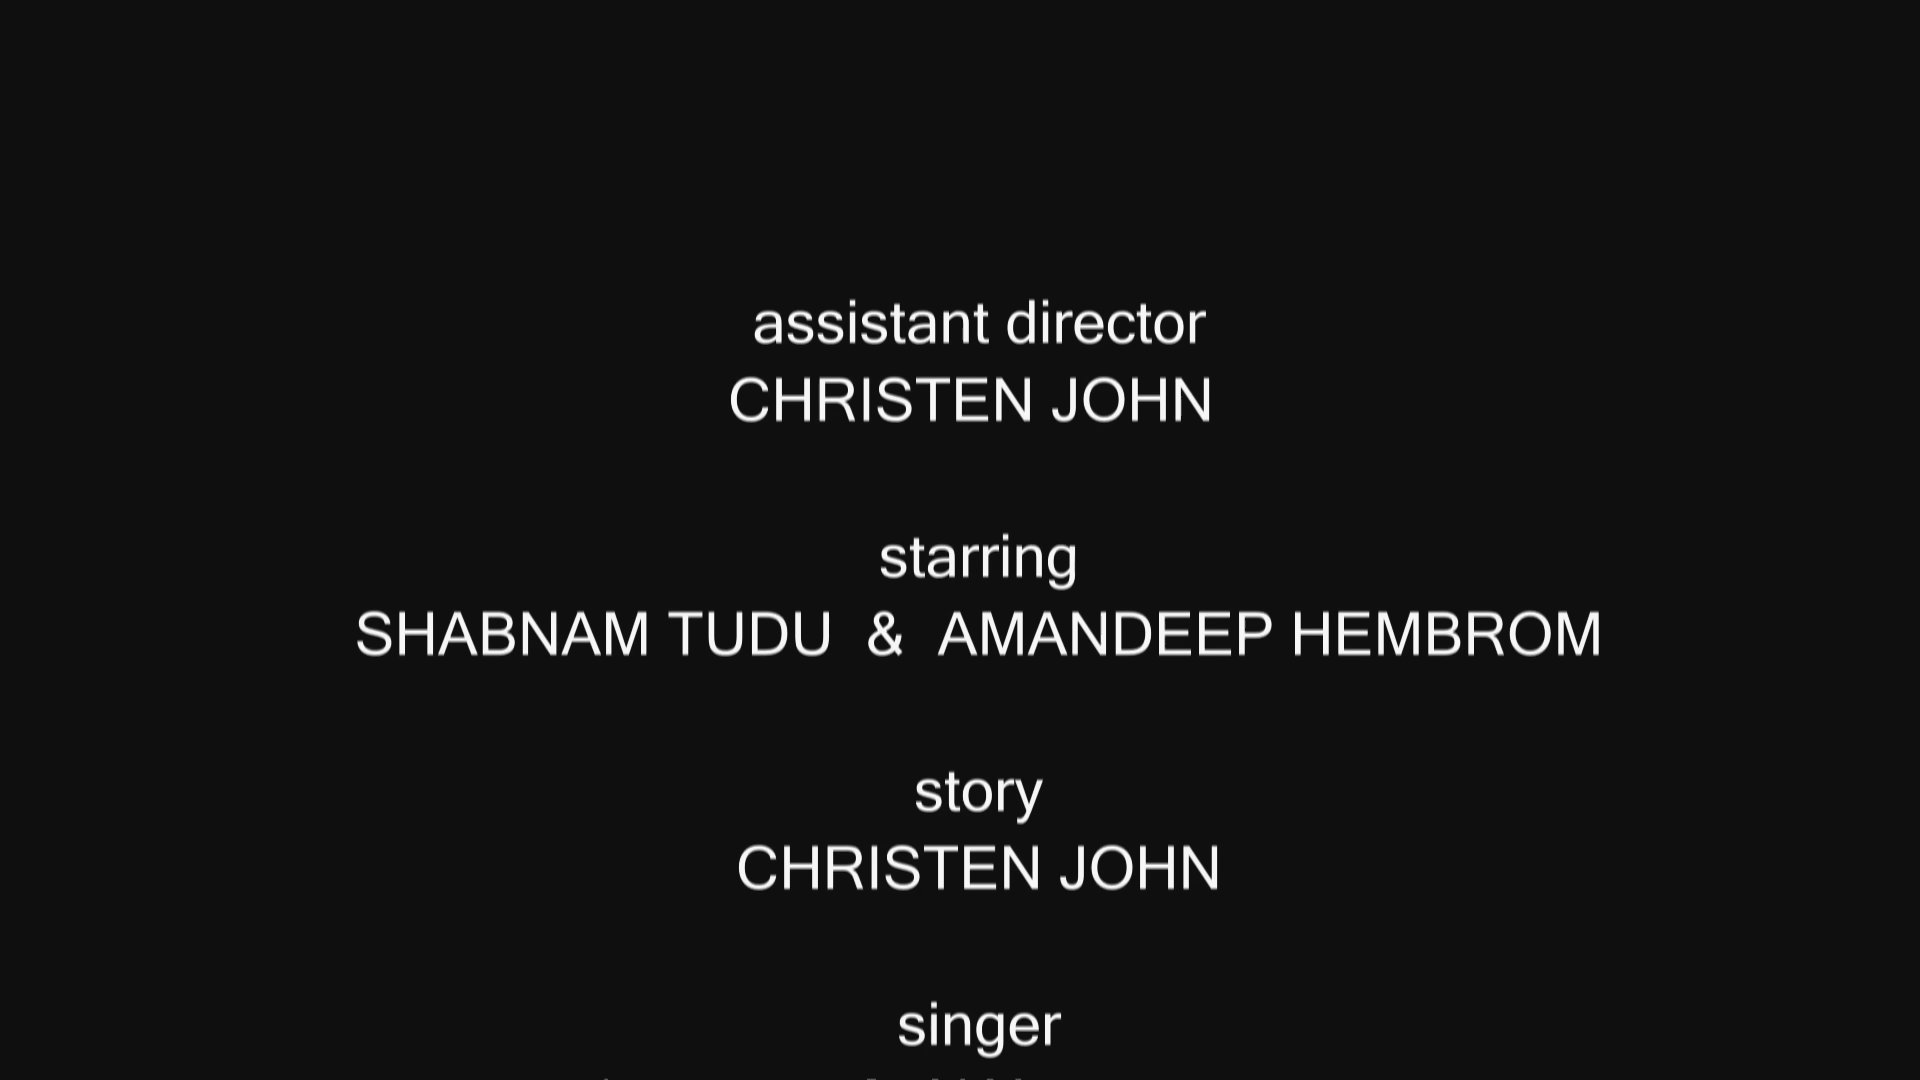 assistant director
CHRISTEN JOHN
starring
SHABNAM TUDU & AMANDEEP HEMBROM
story
CHRISTEN JOHN
singer